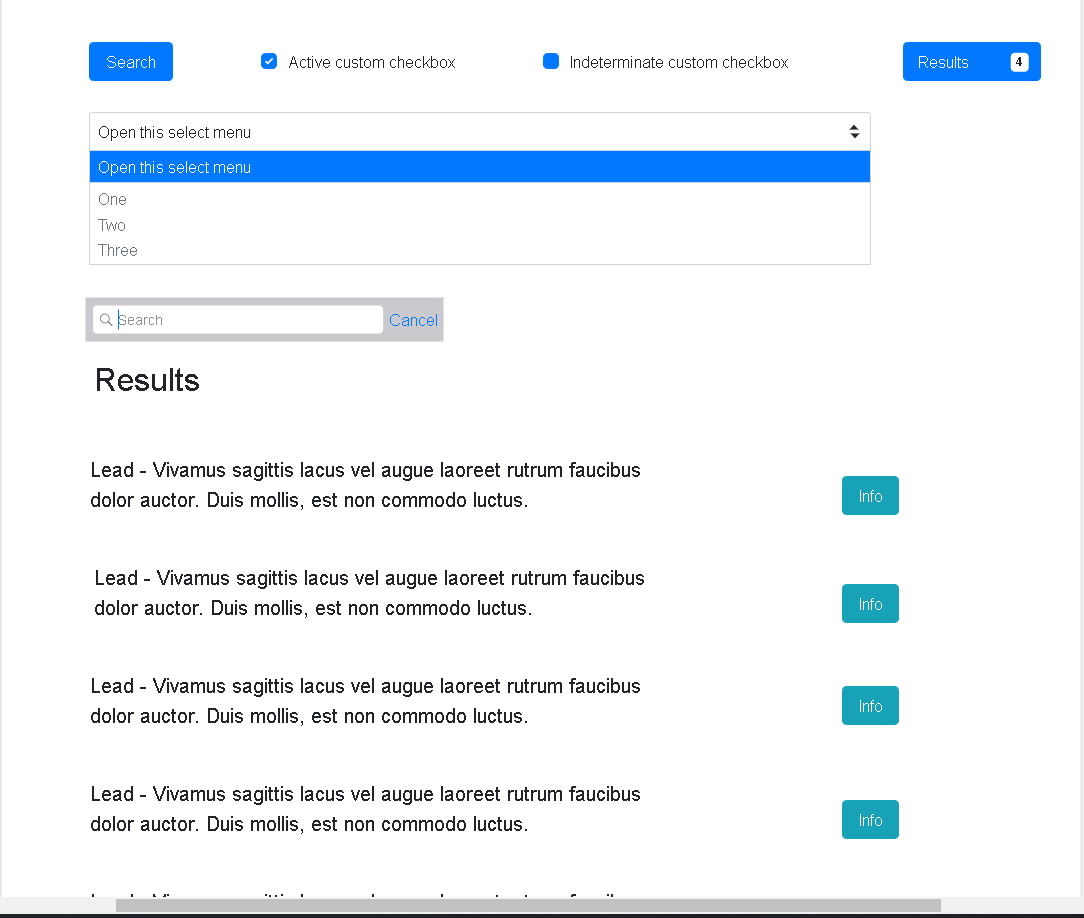 Search
Active custom checkbox
Indeterminate custom checkbox
Results 4
Open this select menu
Open this select menu
One
Two
Three
Search
Cancel
Results
Lead - Vivamus sagittis lacus vel augue laoreet rutrum faucibus
dolor auctor. Duis mollis, est non commodo luctus.
Info
Lead - Vivamus sagittis lacus vel augue laoreet rutrum faucibus
dolor auctor. Duis mollis, est non commodo luctus.
Info
Lead - Vivamus sagittis lacus vel augue laoreet rutrum faucibus
dolor auctor. Duis mollis, est non commodo luctus.
Info
Lead - Vivamus sagittis lacus vel augue laoreet rutrum faucibus
dolor auctor. Duis mollis, est non commodo luctus.
Info